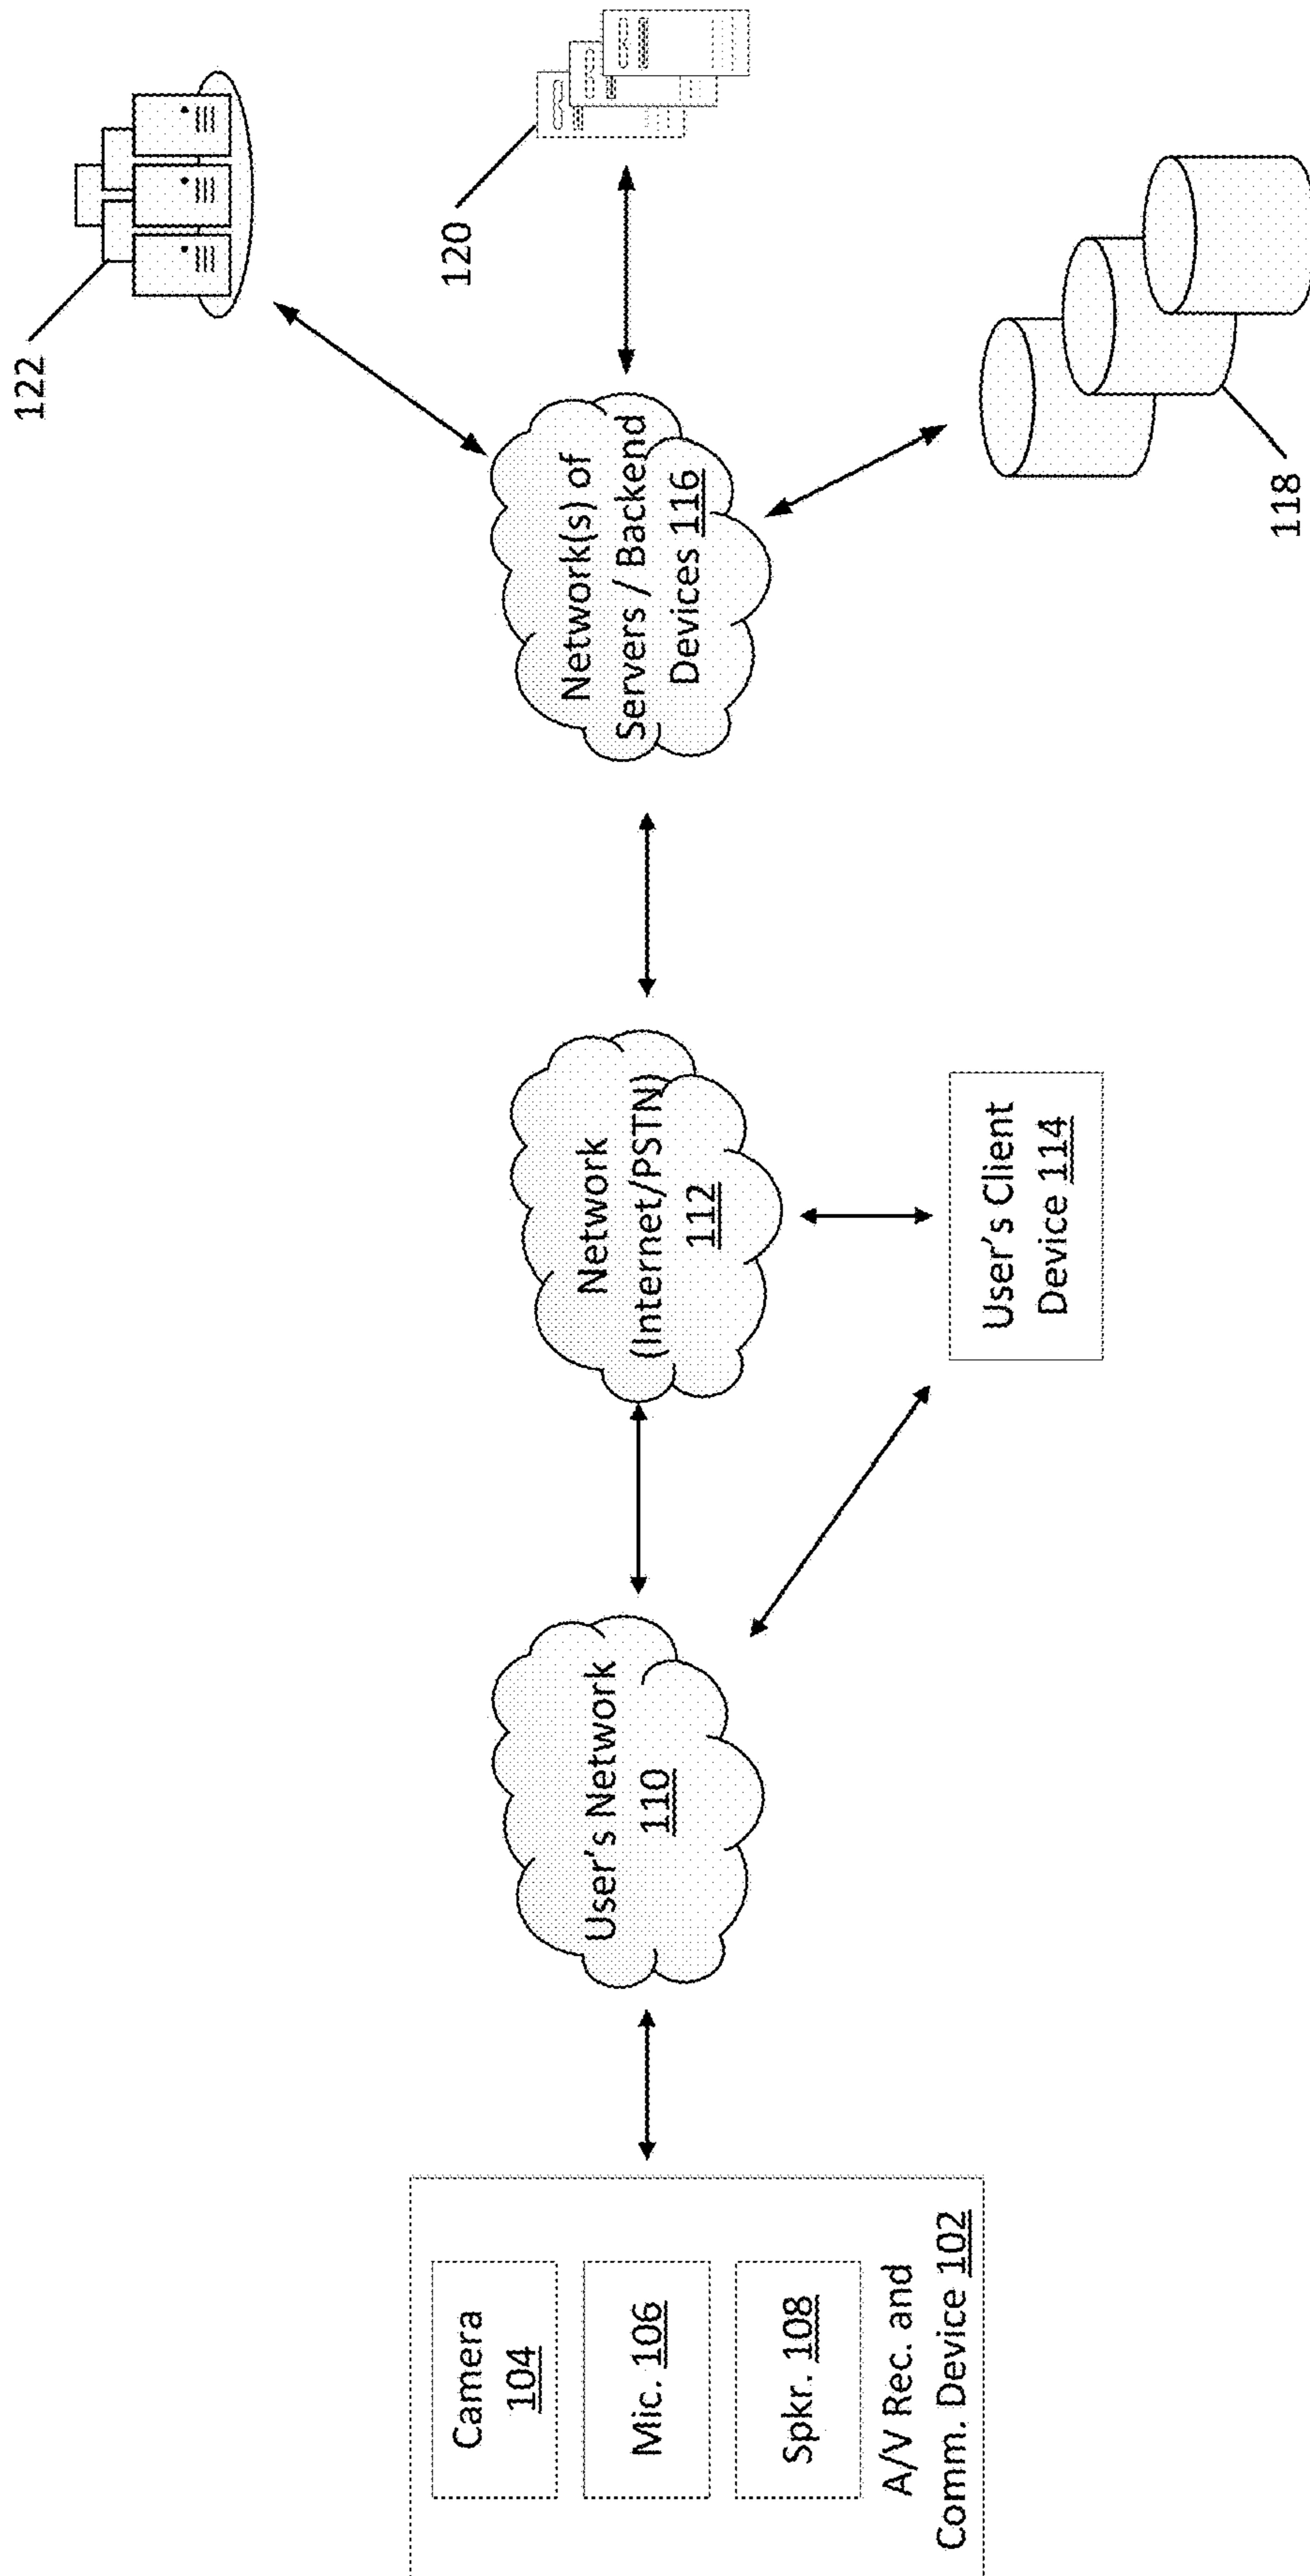 Camera
104
Mic. 106
Spkr. 108
A/V Rec. and
Comm. Device 102
User's Network
110
Network
(Internet/PSTN)
112
User's Client
Device 114
Network(s) of
Servers / Backend
Devices 116
122
120
118